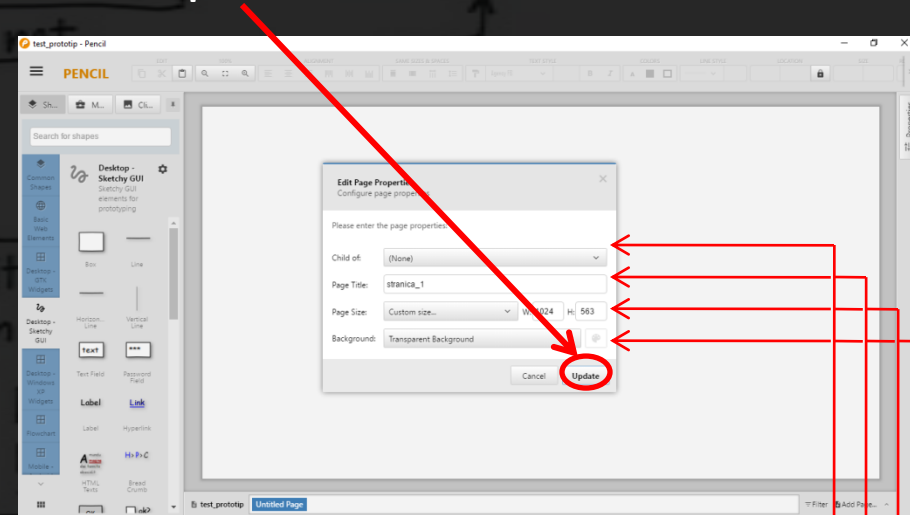 test_prototip - Pencil
PENCIL
Sh... M... Cli...
Search for shapes
Common Shapes
Basic Web Elements
Desktop - GTK Widgets
Desktop - Sketchy GUI
Desktop - Windows XP Widgets
Flowchart
Mobile -
Desktop - Sketchy GUI
Sketchy GUI elements for prototyping
Box Line
Horizon... Line Vertical Line
text ***
Text Field Password Field
Label Link
Label Hyperlink
HTML Texts Bread Crumb
Edit Page Properties
Configure page properties
Please enter the page properties.
Child of: (None)
Page Title: stranica_1
Page Size: Custom size... W: 1024 H: 563
Background: Transparent Background
Cancel Update
test_prototip Untitled Page Filter Add Page...